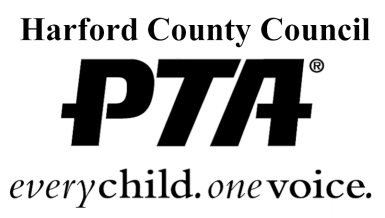 Harford County Council
PTA®
everychild. onevoice.